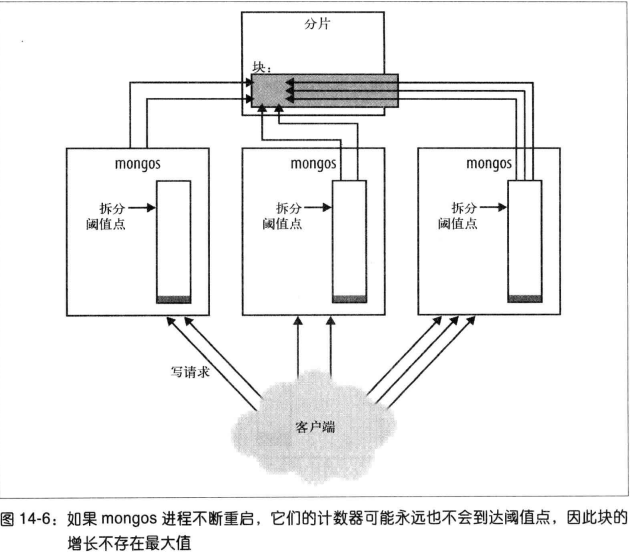 分片
块：
mongos
mongos
mongos
拆分
阈值点
拆分
阈值点
拆分
阈值点
写请求
客户端
图 14-6：如果 mongos 进程不断重启，它们的计数器可能永远也不会到达阈值点，因此块的
增长不存在最大值